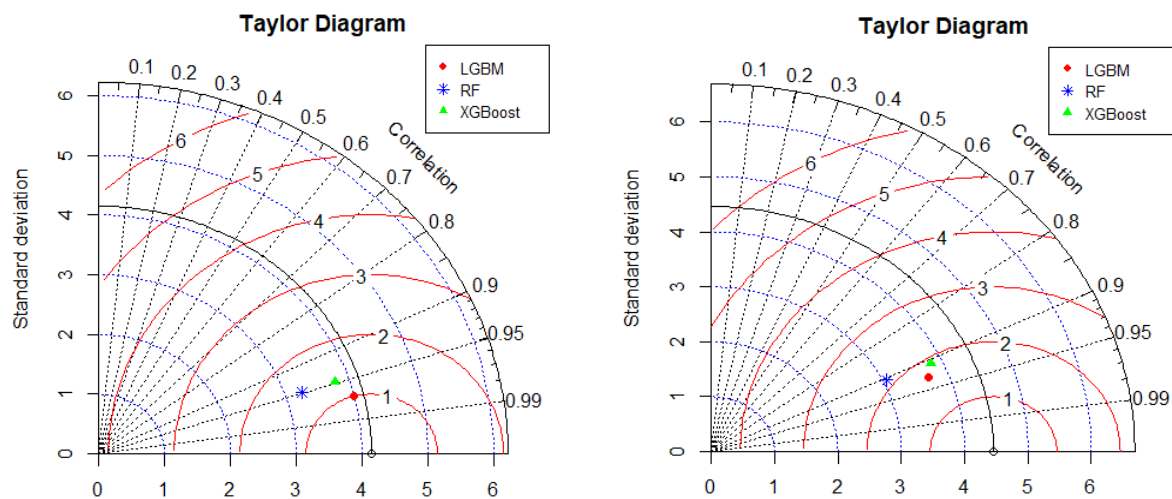 Taylor Diagram
LGBM
RF
XGBoost
Standard deviation
6
5
4
3
2
1
0
0 1 2 3 4 5 6
0.1 0.2 0.3 0.4 0.5 0.6 0.7 0.8 0.9 0.95 0.99
Correlation
6 5 4 3 2 1
Taylor Diagram
LGBM
RF
XGBoost
Standard deviation
6
5
4
3
2
1
0
0 1 2 3 4 5 6
0.1 0.2 0.3 0.4 0.5 0.6 0.7 0.8 0.9 0.95 0.99
Correlation
6 5 4 3 2 1